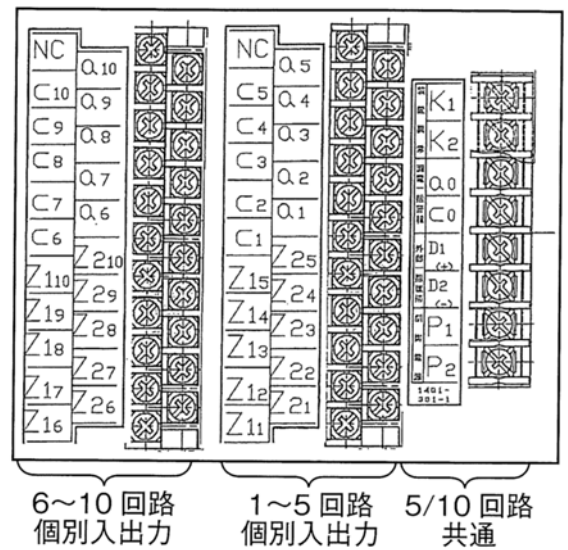 NC
a10
C10
a9
C9
a8
C8
a7
C7
a6
C6
Z210
Z110
Z29
Z19
Z28
Z18
Z27
Z17
Z26
Z16
NC
a5
C5
a4
C4
a3
C3
a2
C2
a1
C1
Z25
Z15
Z24
Z14
Z23
Z13
Z22
Z12
Z21
Z11
K1
K2
a0
C0
D1
(+)
D2
(-)
P1
P2
1401-
301-1
6～10 回路
個別入出力
1～5 回路
個別入出力
5/10 回路
共通